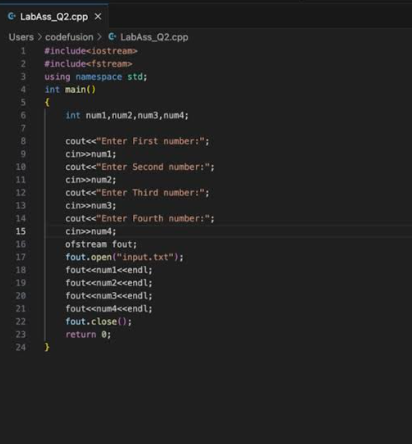 LabAss_Q2.cpp ×
Users > codefusion > LabAss_Q2.cpp
1 #include<iostream>
2 #include<fstream>
3 using namespace std;
4 int main()
5 {
6 int num1,num2,num3,num4;
7
8 cout<<"Enter First number:";
9 cin>>num1;
10 cout<<"Enter Second number:";
11 cin>>num2;
12 cout<<"Enter Third number:";
13 cin>>num3;
14 cout<<"Enter Fourth number:";
15 cin>>num4;
16 ofstream fout;
17 fout.open("input.txt");
18 fout<<num1<<endl;
19 fout<<num2<<endl;
20 fout<<num3<<endl;
21 fout<<num4<<endl;
22 fout.close();
23 return 0;
24 }